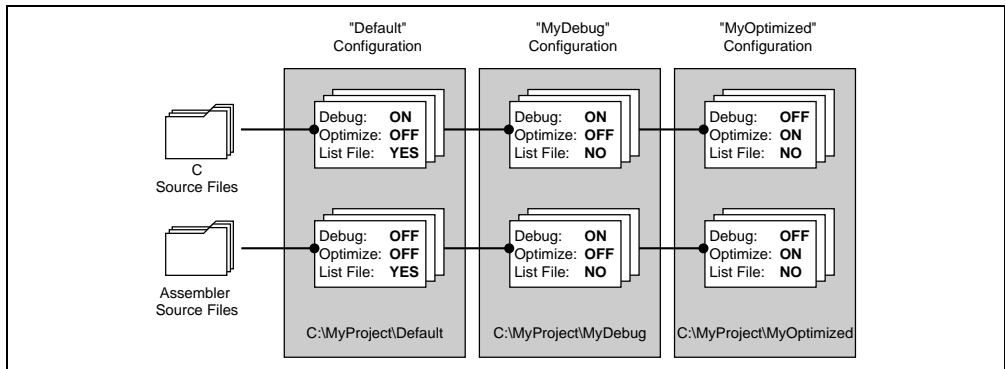 "Default"
Configuration
"MyDebug"
Configuration
"MyOptimized"
Configuration
C
Source Files
Debug: ON
Optimize: OFF
List File: YES
Debug: ON
Optimize: OFF
List File: NO
Debug: OFF
Optimize: ON
List File: NO
Assembler
Source Files
Debug: OFF
Optimize: OFF
List File: YES
Debug: ON
Optimize: OFF
List File: NO
Debug: OFF
Optimize: ON
List File: NO
C:\MyProject\Default
C:\MyProject\MyDebug
C:\MyProject\MyOptimized